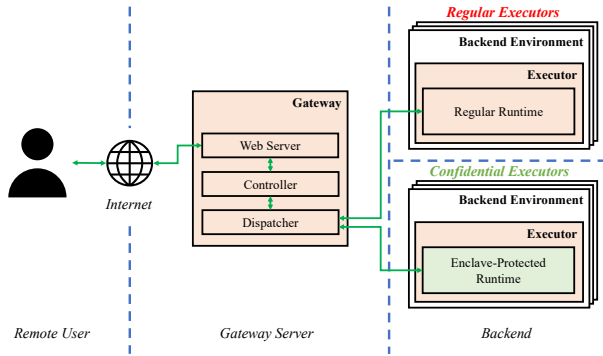 Regular Executors
Backend Environment
Executor
Regular Runtime
Gateway
Web Server
Controller
Dispatcher
Internet
Confidential Executors
Backend Environment
Executor
Enclave-Protected
Runtime
Remote User
Gateway Server
Backend